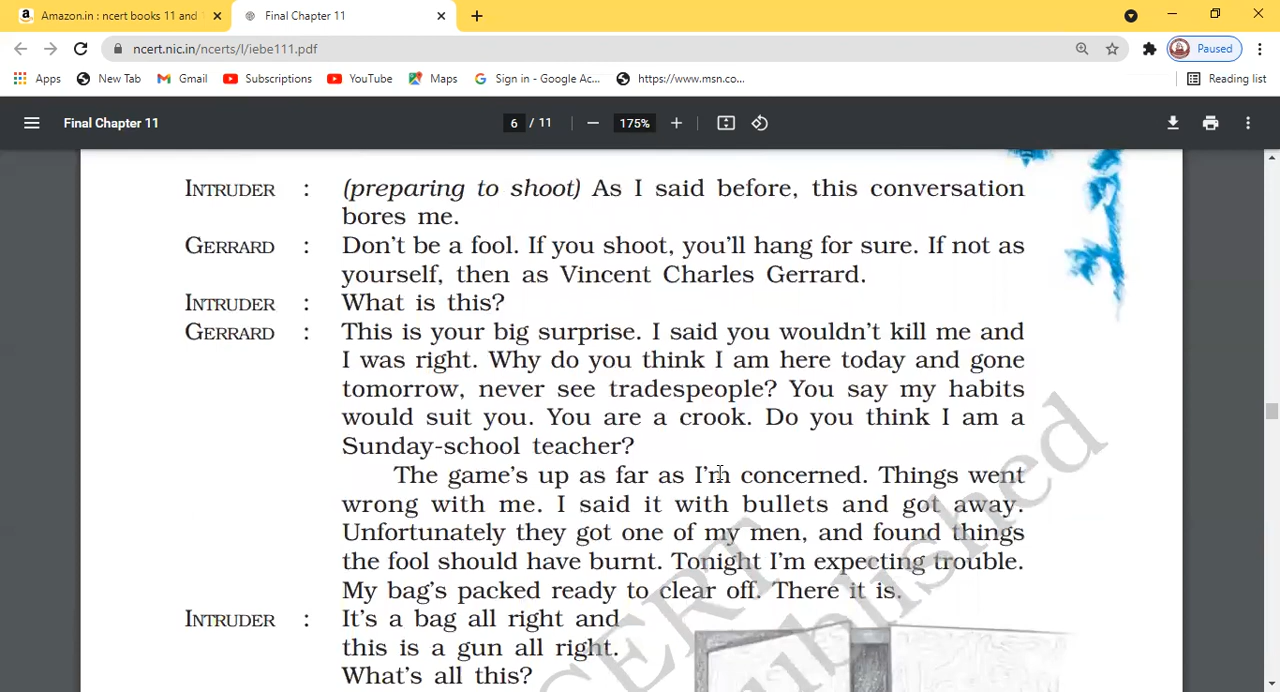 Amazon.in : ncert books 11 and
Final Chapter 11
ncert.nic.in/ncerts/l/iebe111.pdf
Paused
Apps New Tab Gmail Subscriptions YouTube Maps Sign in - Google Ac... https://www.msn.co... Reading list
Final Chapter 11 6 / 11 175%
INTRUDER : (preparing to shoot) As I said before, this conversation
bores me.
GERRARD : Don't be a fool. If you shoot, you'll hang for sure. If not as
yourself, then as Vincent Charles Gerrard.
INTRUDER : What is this?
GERRARD : This is your big surprise. I said you wouldn't kill me and
I was right. Why do you think I am here today and gone
tomorrow, never see tradespeople? You say my habits
would suit you. You are a crook. Do you think I am a
Sunday-school teacher?
The game's up as far as I'm concerned. Things went
wrong with me. I said it with bullets and got away.
Unfortunately they got one of my men, and found things
the fool should have burnt. Tonight I'm expecting trouble.
My bag's packed ready to clear off. There it is.
INTRUDER : It's a bag all right and
this is a gun all right.
What's all this?